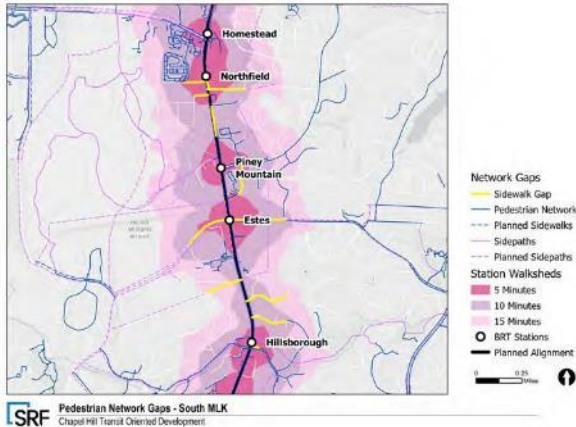 Homestead
Northfield
Piney
Mountain
Estes
Hillsborough
Network Gaps
Sidewalk Gap
Pedestrian Network
Planned Sidewalks
Sidepaths
Planned Sidepaths
Station Walksheds
5 Minutes
10 Minutes
15 Minutes
BRT Stations
Planned Alignment
0
0.25
Miles
SRF
Pedestrian Network Gaps - South MLK
Chapel Hill Transit Oriented Development